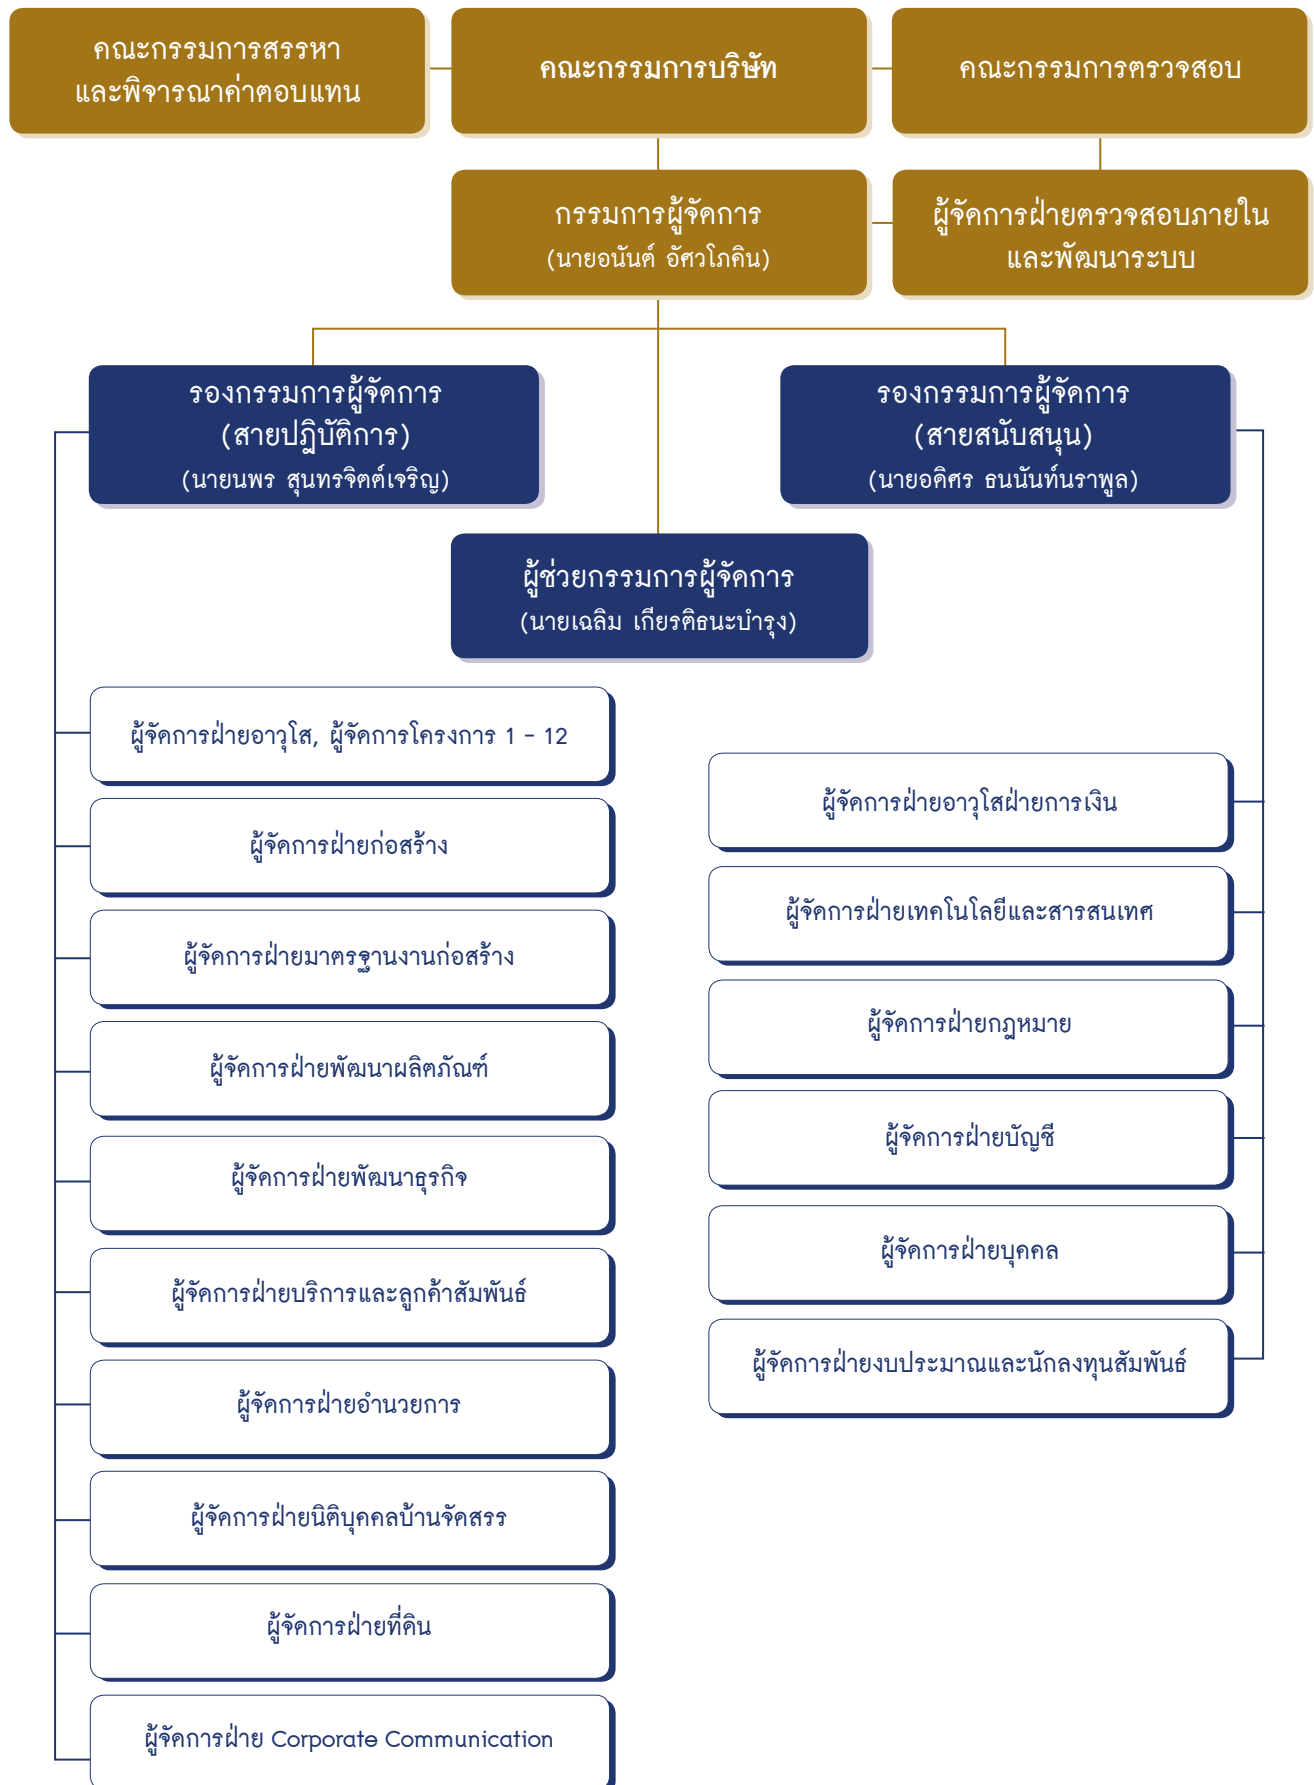 คณะกรรมการสรรหา
และพิจารณาค่าตอบแทน
คณะกรรมการบริษัท
คณะกรรมการตรวจสอบ
กรรมการผู้จัดการ
(นายอนันต์ อัศวโภคิน)
ผู้จัดการฝ่ายตรวจสอบภายใน
และพัฒนาระบบ
รองกรรมการผู้จัดการ
(สายปฎิบัติการ)
(นายนพร สุนทรจิตต์เจริญ)
รองกรรมการผู้จัดการ
(สายสนับสนุน)
(นายอดิศร ธนนันท์นราพูล)
ผู้ช่วยกรรมการผู้จัดการ
(นายเฉลิม เกียรติธนะบำรุง)
ผู้จัดการฝ่ายอาวุโส, ผู้จัดการโครงการ 1 - 12
ผู้จัดการฝ่ายก่อสร้าง
ผู้จัดการฝ่ายมาตรฐานงานก่อสร้าง
ผู้จัดการฝ่ายพัฒนาผลิตภัณฑ์
ผู้จัดการฝ่ายพัฒนาธุรกิจ
ผู้จัดการฝ่ายบริการและลูกค้าสัมพันธ์
ผู้จัดการฝ่ายอำนวยการ
ผู้จัดการฝ่ายนิติบุคคลบ้านจัดสรร
ผู้จัดการฝ่ายที่ดิน
ผู้จัดการฝ่าย Corporate Communication
ผู้จัดการฝ่ายอาวุโสฝ่ายการเงิน
ผู้จัดการฝ่ายเทคโนโลยีและสารสนเทศ
ผู้จัดการฝ่ายกฎหมาย
ผู้จัดการฝ่ายบัญชี
ผู้จัดการฝ่ายบุคคล
ผู้จัดการฝ่ายงบประมาณและนักลงทุนสัมพันธ์